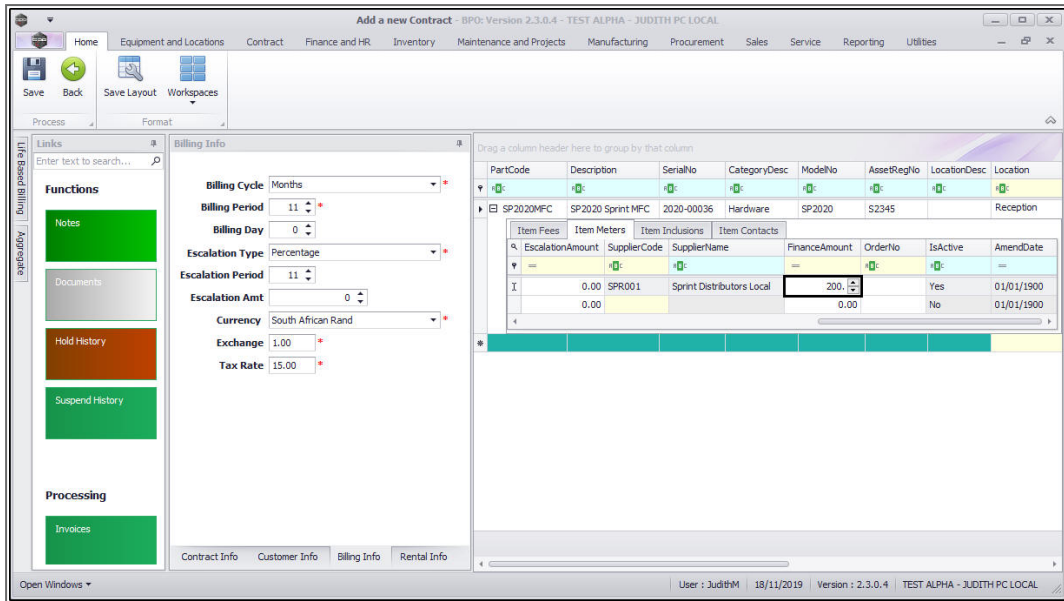 Add a new Contract - BPO: Version 2.3.0.4 - TEST ALPHA - JUDITH PC LOCAL
Home Equipment and Locations Contract Finance and HR Inventory Maintenance and Projects Manufacturing Procurement Sales Service Reporting Utilities
Save Back Save Layout Workspaces
Process Format
Life Based Billing
Aggregate
Links
Enter text to search...
Functions
Notes
Documents
Hold History
Suspend History
Processing
Invoices
Billing Info
Billing Cycle Months *
Billing Period 11 *
Billing Day 0
Escalation Type Percentage *
Escalation Period 11
Escalation Amt 0
Currency South African Rand *
Exchange 1.00 *
Tax Rate 15.00 *
Contract Info Customer Info Billing Info Rental Info
Drag a column header here to group by that column
PartCode Description SerialNo CategoryDesc ModelNo AssetRegNo LocationDesc Location
SP2020MFC SP2020 Sprint MFC 2020-00036 Hardware SP2020 S2345 Reception
Item Fees Item Meters Item Inclusions Item Contacts
EscalationAmount SupplierCode SupplierName FinanceAmount OrderNo IsActive AmendDate
= = =
0.00 SPR001 Sprint Distributors Local 200. Yes 01/01/1900
0.00 0.00 No 01/01/1900
Open Windows
User : JudithM 18/11/2019 Version : 2.3.0.4 TEST ALPHA - JUDITH PC LOCAL